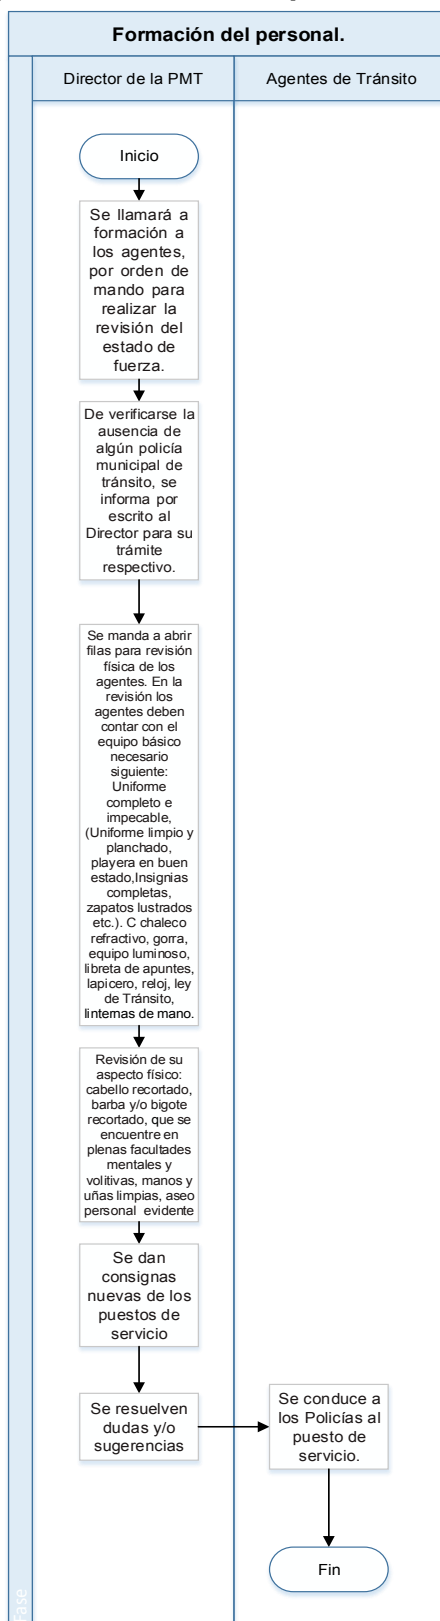 Formación del personal.
Director de la PMT
Agentes de Tránsito
Inicio
Se llamará a
formación a
los agentes,
por orden de
mando para
realizar la
revisión del
estado de
fuerza.
De verificarse la
ausencia de
algún policía
municipal de
tránsito, se
informa por
escrito al
Director para su
trámite
respectivo.
Se manda a abrir
filas para revisión
física de los
agentes. En la
revisión los
agentes deben
contar con el
equipo básico
necesario
siguiente:
Uniforme
completo e
impecable,
(Uniforme limpio y
planchado,
playera en buen
estado,Insignias
completas,
zapatos lustrados
etc.). C chaleco
refractivo, gorra,
equipo luminoso,
libreta de apuntes,
lapicero, reloj, ley
de Tránsito,
linternas de mano.
Revisión de su
aspecto físico:
cabello recortado,
barba y/o bigote
recortado, que se
encuentre en
plenas facultades
mentales y
volitivas, manos y
uñas limpias, aseo
personal evidente
Se dan
consignas
nuevas de los
puestos de
servicio
Se resuelven
dudas y/o
sugerencias
Se conduce a
los Policías al
puesto de
servicio.
Fin
Fase